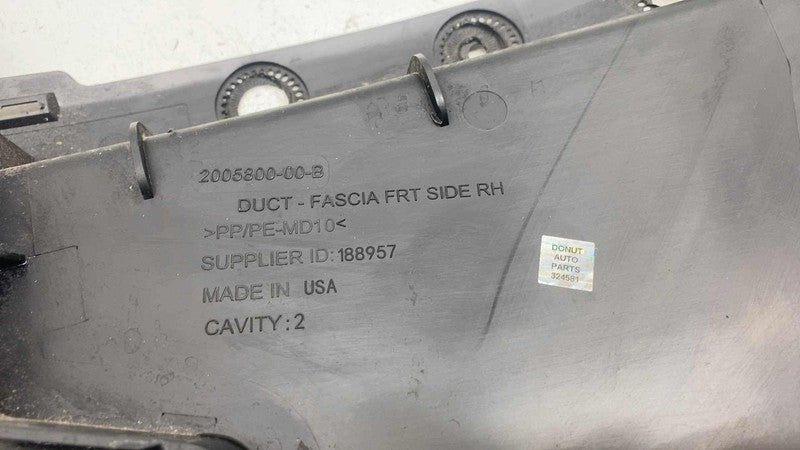 2005800-00-B
DUCT - FASCIA FRT SIDE RH
>PP/PE-MD10<
SUPPLIER ID: 188957
MADE IN USA
CAVITY: 2
DONUT
AUTO
PARTS
324581